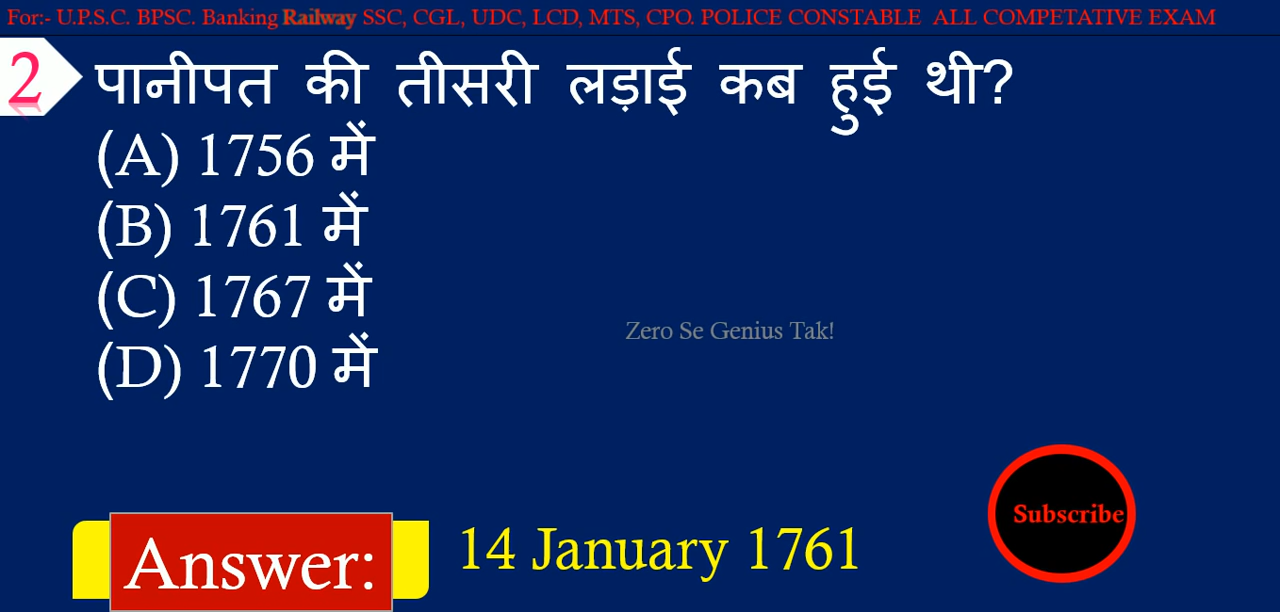 For:- U.P.S.C. BPSC. Banking Railway SSC, CGL, UDC, LCD, MTS, CPO. POLICE CONSTABLE ALL COMPETATIVE EXAM
2 पानीपत की तीसरी लड़ाई कब हुई थी?
(A) 1756 में
(B) 1761 में
(C) 1767 में
(D) 1770 में
Zero Se Genius Tak!
Subscribe
Answer: 14 January 1761